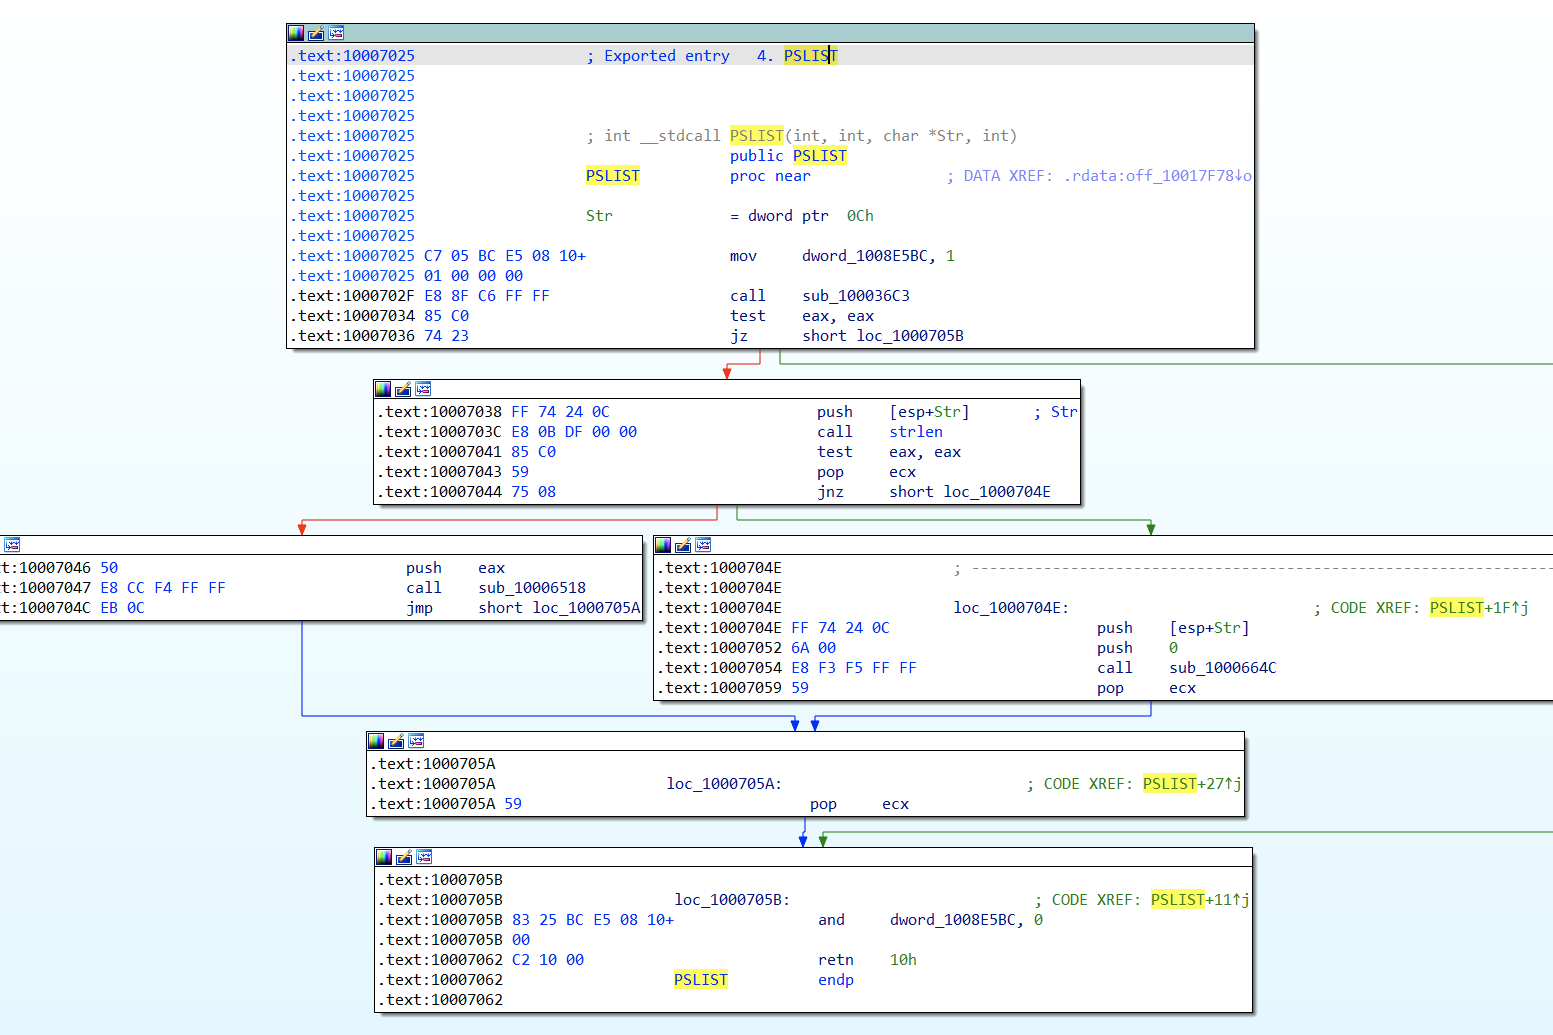 .text:10007025 ; Exported entry 4. PSLIST
.text:10007025
.text:10007025
.text:10007025
.text:10007025 ; int __stdcall PSLIST(int, int, char *Str, int)
.text:10007025 public PSLIST
.text:10007025 PSLIST proc near ; DATA XREF: .rdata:off_10017F78↓o
.text:10007025
.text:10007025 Str = dword ptr 0Ch
.text:10007025
.text:10007025 C7 05 BC E5 08 10+ mov dword_1008E5BC, 1
.text:10007025 01 00 00 00
.text:1000702F E8 8F C6 FF FF call sub_100036C3
.text:10007034 85 C0 test eax, eax
.text:10007036 74 23 jz short loc_1000705B
.text:10007038 FF 74 24 0C push [esp+Str] ; Str
.text:1000703C E8 0B DF 00 00 call strlen
.text:10007041 85 C0 test eax, eax
.text:10007043 59 pop ecx
.text:10007044 75 08 jnz short loc_1000704E
t:10007046 50 push eax
t:10007047 E8 CC F4 FF FF call sub_10006518
t:1000704C EB 0C jmp short loc_1000705A
.text:1000704E ; -----------------------------------------------------------------
.text:1000704E
.text:1000704E loc_1000704E: ; CODE XREF: PSLIST+1F↑j
.text:1000704E FF 74 24 0C push [esp+Str]
.text:10007052 6A 00 push 0
.text:10007054 E8 F3 F5 FF FF call sub_1000664C
.text:10007059 59 pop ecx
.text:1000705A
.text:1000705A loc_1000705A: ; CODE XREF: PSLIST+27↑j
.text:1000705A 59 pop ecx
.text:1000705B
.text:1000705B loc_1000705B: ; CODE XREF: PSLIST+11↑j
.text:1000705B 83 25 BC E5 08 10+ and dword_1008E5BC, 0
.text:1000705B 00
.text:10007062 C2 10 00 retn 10h
.text:10007062 PSLIST endp
.text:10007062